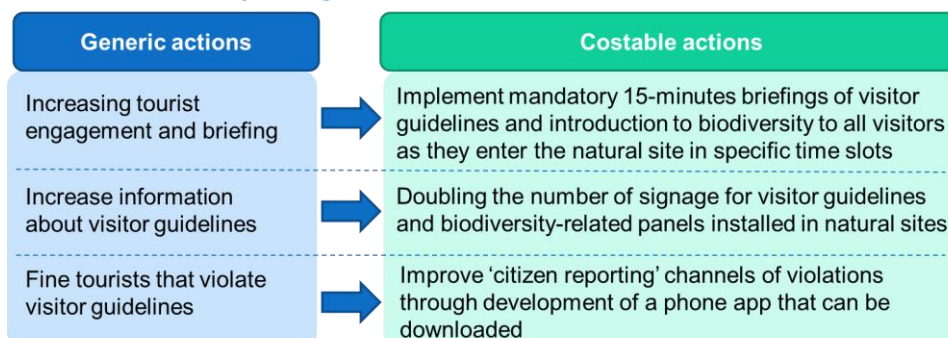 Generic actions
Costable actions
Increasing tourist
engagement and briefing
Implement mandatory 15-minutes briefings of visitor
guidelines and introduction to biodiversity to all visitors
as they enter the natural site in specific time slots
Increase information
about visitor guidelines
Doubling the number of signage for visitor guidelines
and biodiversity-related panels installed in natural sites
Fine tourists that violate
visitor guidelines
Improve ‘citizen reporting’ channels of violations
through development of a phone app that can be
downloaded